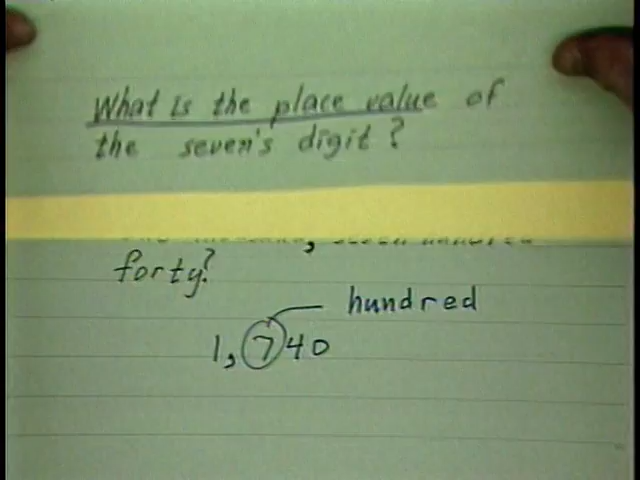 What is the place value of
the seven's digit?
forty?
hundred
1,740